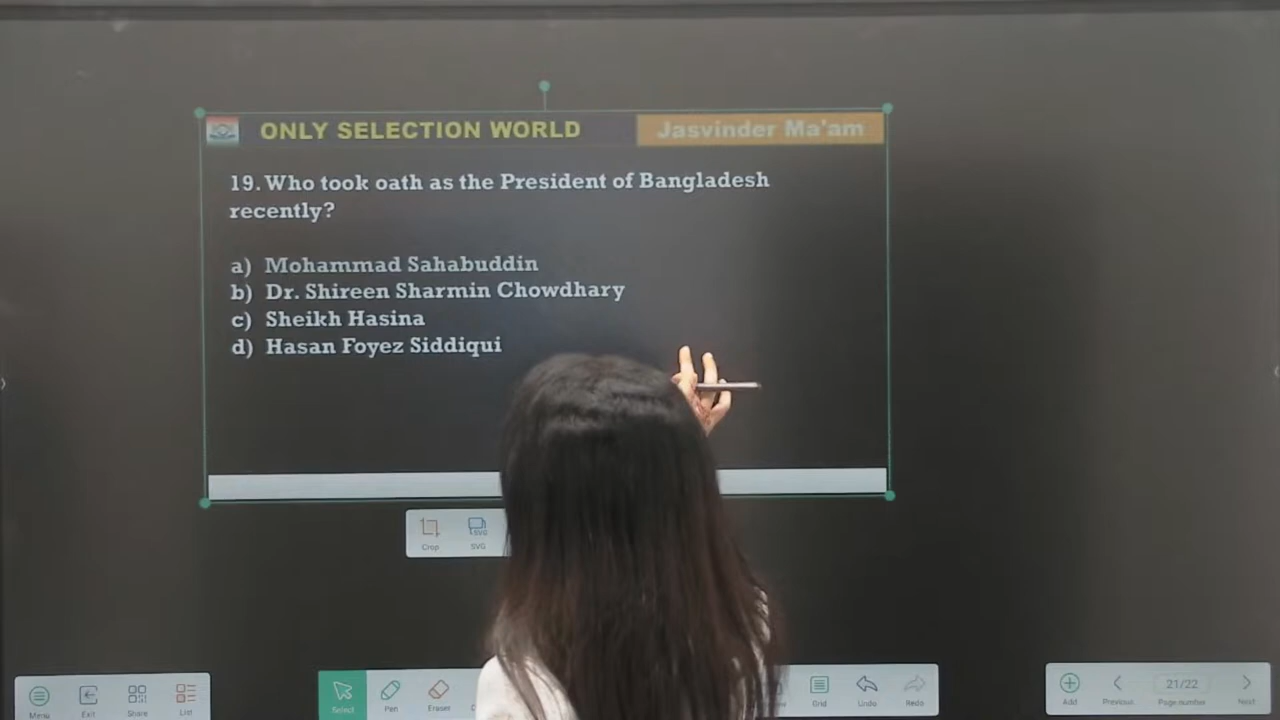 ONLY SELECTION WORLD
Jasvinder Ma'am
19. Who took oath as the President of Bangladesh
recently?
a) Mohammad Sahabuddin
b) Dr. Shireen Sharmin Chowdhary
c) Sheikh Hasina
d) Hasan Foyez Siddiqui
Crop SVG
Menu Exit Share List
Select Pen Eraser
Grid Undo Redo
Add Previous 21/22 Page number Next